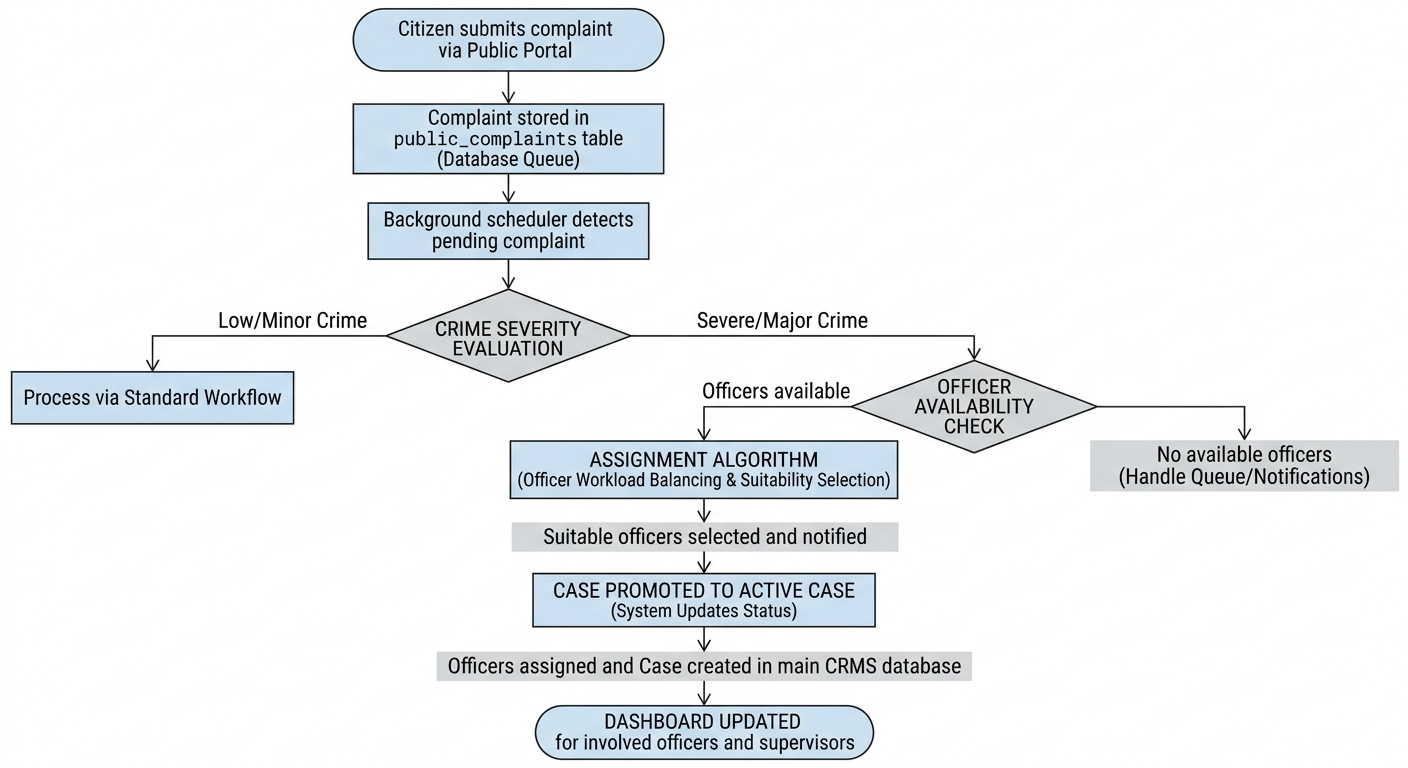 Citizen submits complaint
via Public Portal
Complaint stored in
public_complaints table
(Database Queue)
Background scheduler detects
pending complaint
Low/Minor Crime
CRIME SEVERITY
EVALUATION
Severe/Major Crime
Process via Standard Workflow
Officers available
OFFICER
AVAILABILITY
CHECK
No available officers
(Handle Queue/Notifications)
ASSIGNMENT ALGORITHM
(Officer Workload Balancing & Suitability Selection)
Suitable officers selected and notified
CASE PROMOTED TO ACTIVE CASE
(System Updates Status)
Officers assigned and Case created in main CRMS database
DASHBOARD UPDATED
for involved officers and supervisors